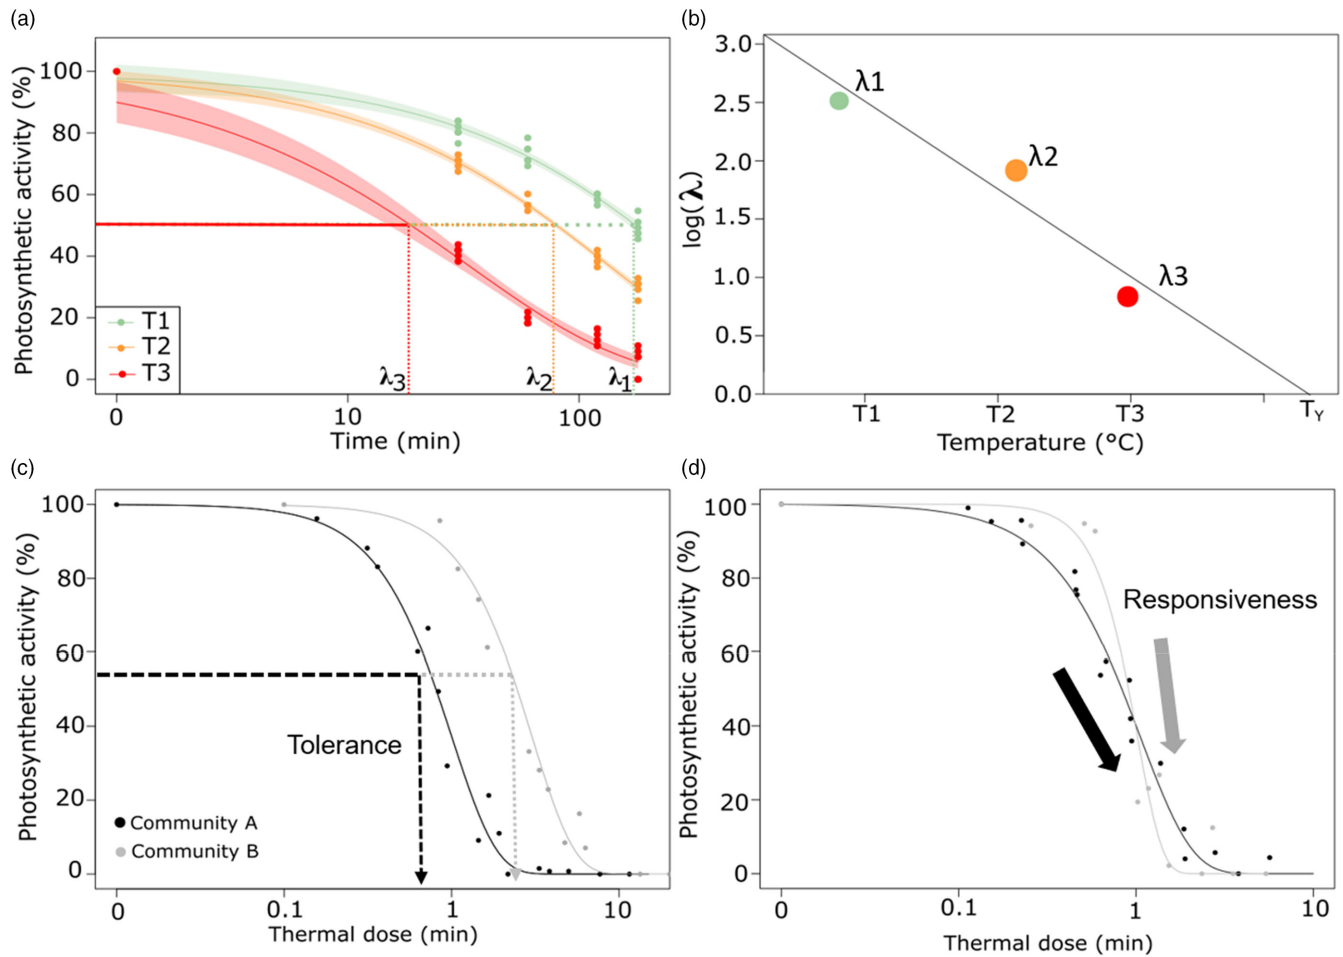 (a)
Photosynthetic activity (%)
100
80
60
40
20
0
T1
T2
T3
λ3
λ2
λ1
0
10
100
Time (min)
(b)
log(λ)
3.0
2.5
2.0
1.5
1.0
0.5
0.0
λ1
λ2
λ3
T1
T2
T3
TY
Temperature (°C)
(c)
Photosynthetic activity (%)
100
80
60
40
20
0
Tolerance
Community A
Community B
0
0.1
1
10
Thermal dose (min)
(d)
Photosynthetic activity (%)
100
80
60
40
20
0
Responsiveness
0
0.1
1
10
Thermal dose (min)